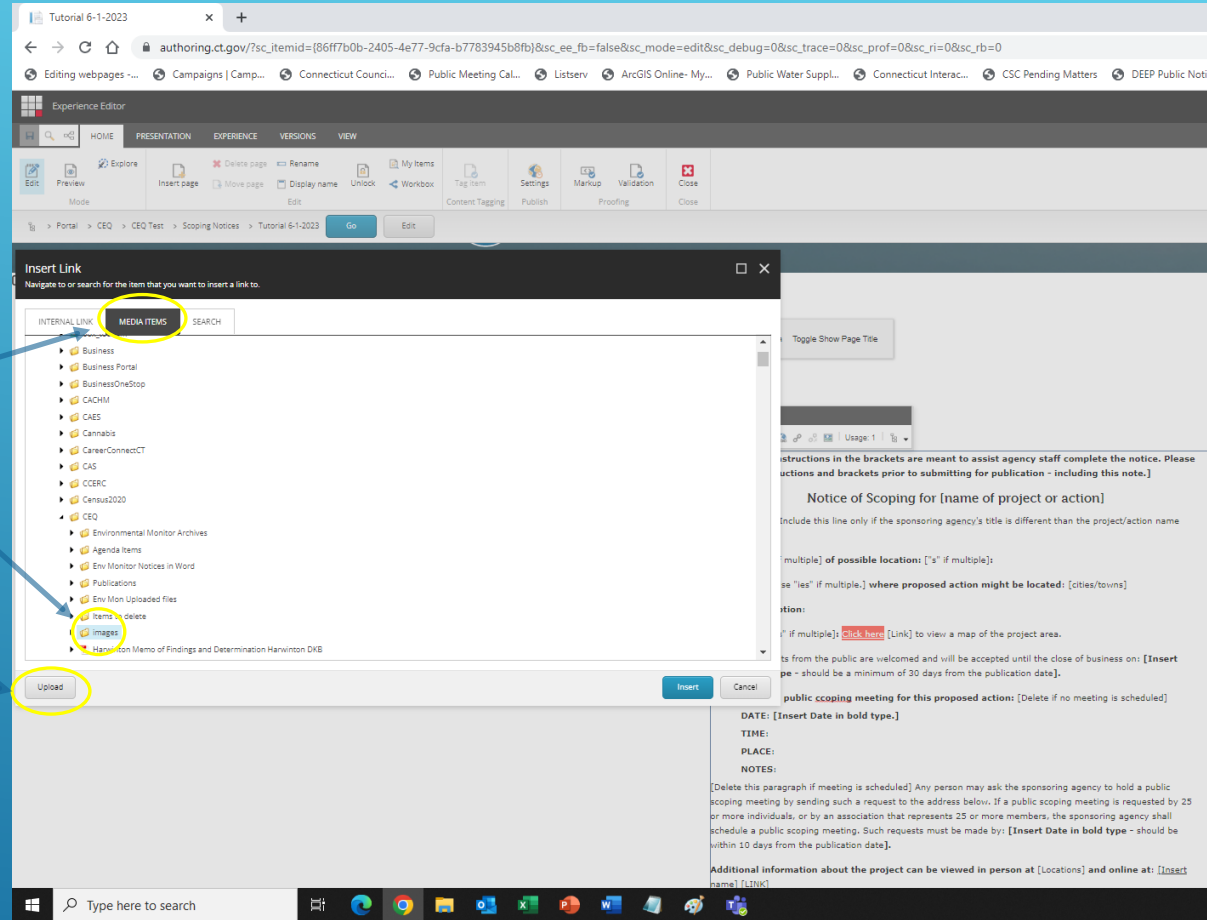 Tutorial 6-1-2023
authoring.ct.gov/?sc_itemid={86ff7b0b-2405-4e77-9cfa-b7783945b8fb}&sc_ee_fb=false&sc_mode=edit&sc_debug=0&sc_trace=0&sc_prof=0&sc_ri=0&sc_rb=0
Editing webpages -... Campaigns | Camp... Connecticut Counci... Public Meeting Cal... Listserv ArcGIS Online- My... Public Water Suppl... Connecticut Interac... CSC Pending Matters DEEP Public Noti
Experience Editor
HOME PRESENTATION EXPERIENCE VERSIONS VIEW
Explore Delete page Rename My Items
Edit Preview Insert page Move page Display name Unlock Workbox Tag item Settings Markup Validation Close
Mode Edit Content Tagging Publish Proofing Close
> Portal > CEQ > CEQ Test > Scoping Notices > Tutorial 6-1-2023 Go Edit
Insert Link
Navigate to or search for the item that you want to insert a link to.
INTERNAL LINK MEDIA ITEMS SEARCH
Business
Business Portal
BusinessOneStop
CACHM
CAES
Cannabis
CareerConnectCT
CAS
CCERC
Census2020
CEQ
Environmental Monitor Archives
Agenda Items
Env Monitor Notices in Word
Publications
Env Mon Uploaded files
Items to delete
images
Harwinton Memo of Findings and Determination Harwinton DKB
Upload Insert Cancel
Toggle Show Page Title
Usage: 1
structions in the brackets are meant to assist agency staff complete the notice. Please
uctions and brackets prior to submitting for publication - including this note.]
Notice of Scoping for [name of project or action]
Include this line only if the sponsoring agency's title is different than the project/action name
multiple] of possible location: ["s" if multiple]:
se "ies" if multiple.] where proposed action might be located: [cities/towns]
ption:
" if multiple]: Click here [Link] to view a map of the project area.
ts from the public are welcomed and will be accepted until the close of business on: [Insert
pe - should be a minimum of 30 days from the publication date].
public ccoping meeting for this proposed action: [Delete if no meeting is scheduled]
DATE: [Insert Date in bold type.]
TIME:
PLACE:
NOTES:
[Delete this paragraph if meeting is scheduled] Any person may ask the sponsoring agency to hold a public
scoping meeting by sending such a request to the address below. If a public scoping meeting is requested by 25
or more individuals, or by an association that represents 25 or more members, the sponsoring agency shall
schedule a public scoping meeting. Such requests must be made by: [Insert Date in bold type - should be
within 10 days from the publication date].
Additional information about the project can be viewed in person at [Locations] and online at: [Insert
name] [LINK]
Type here to search